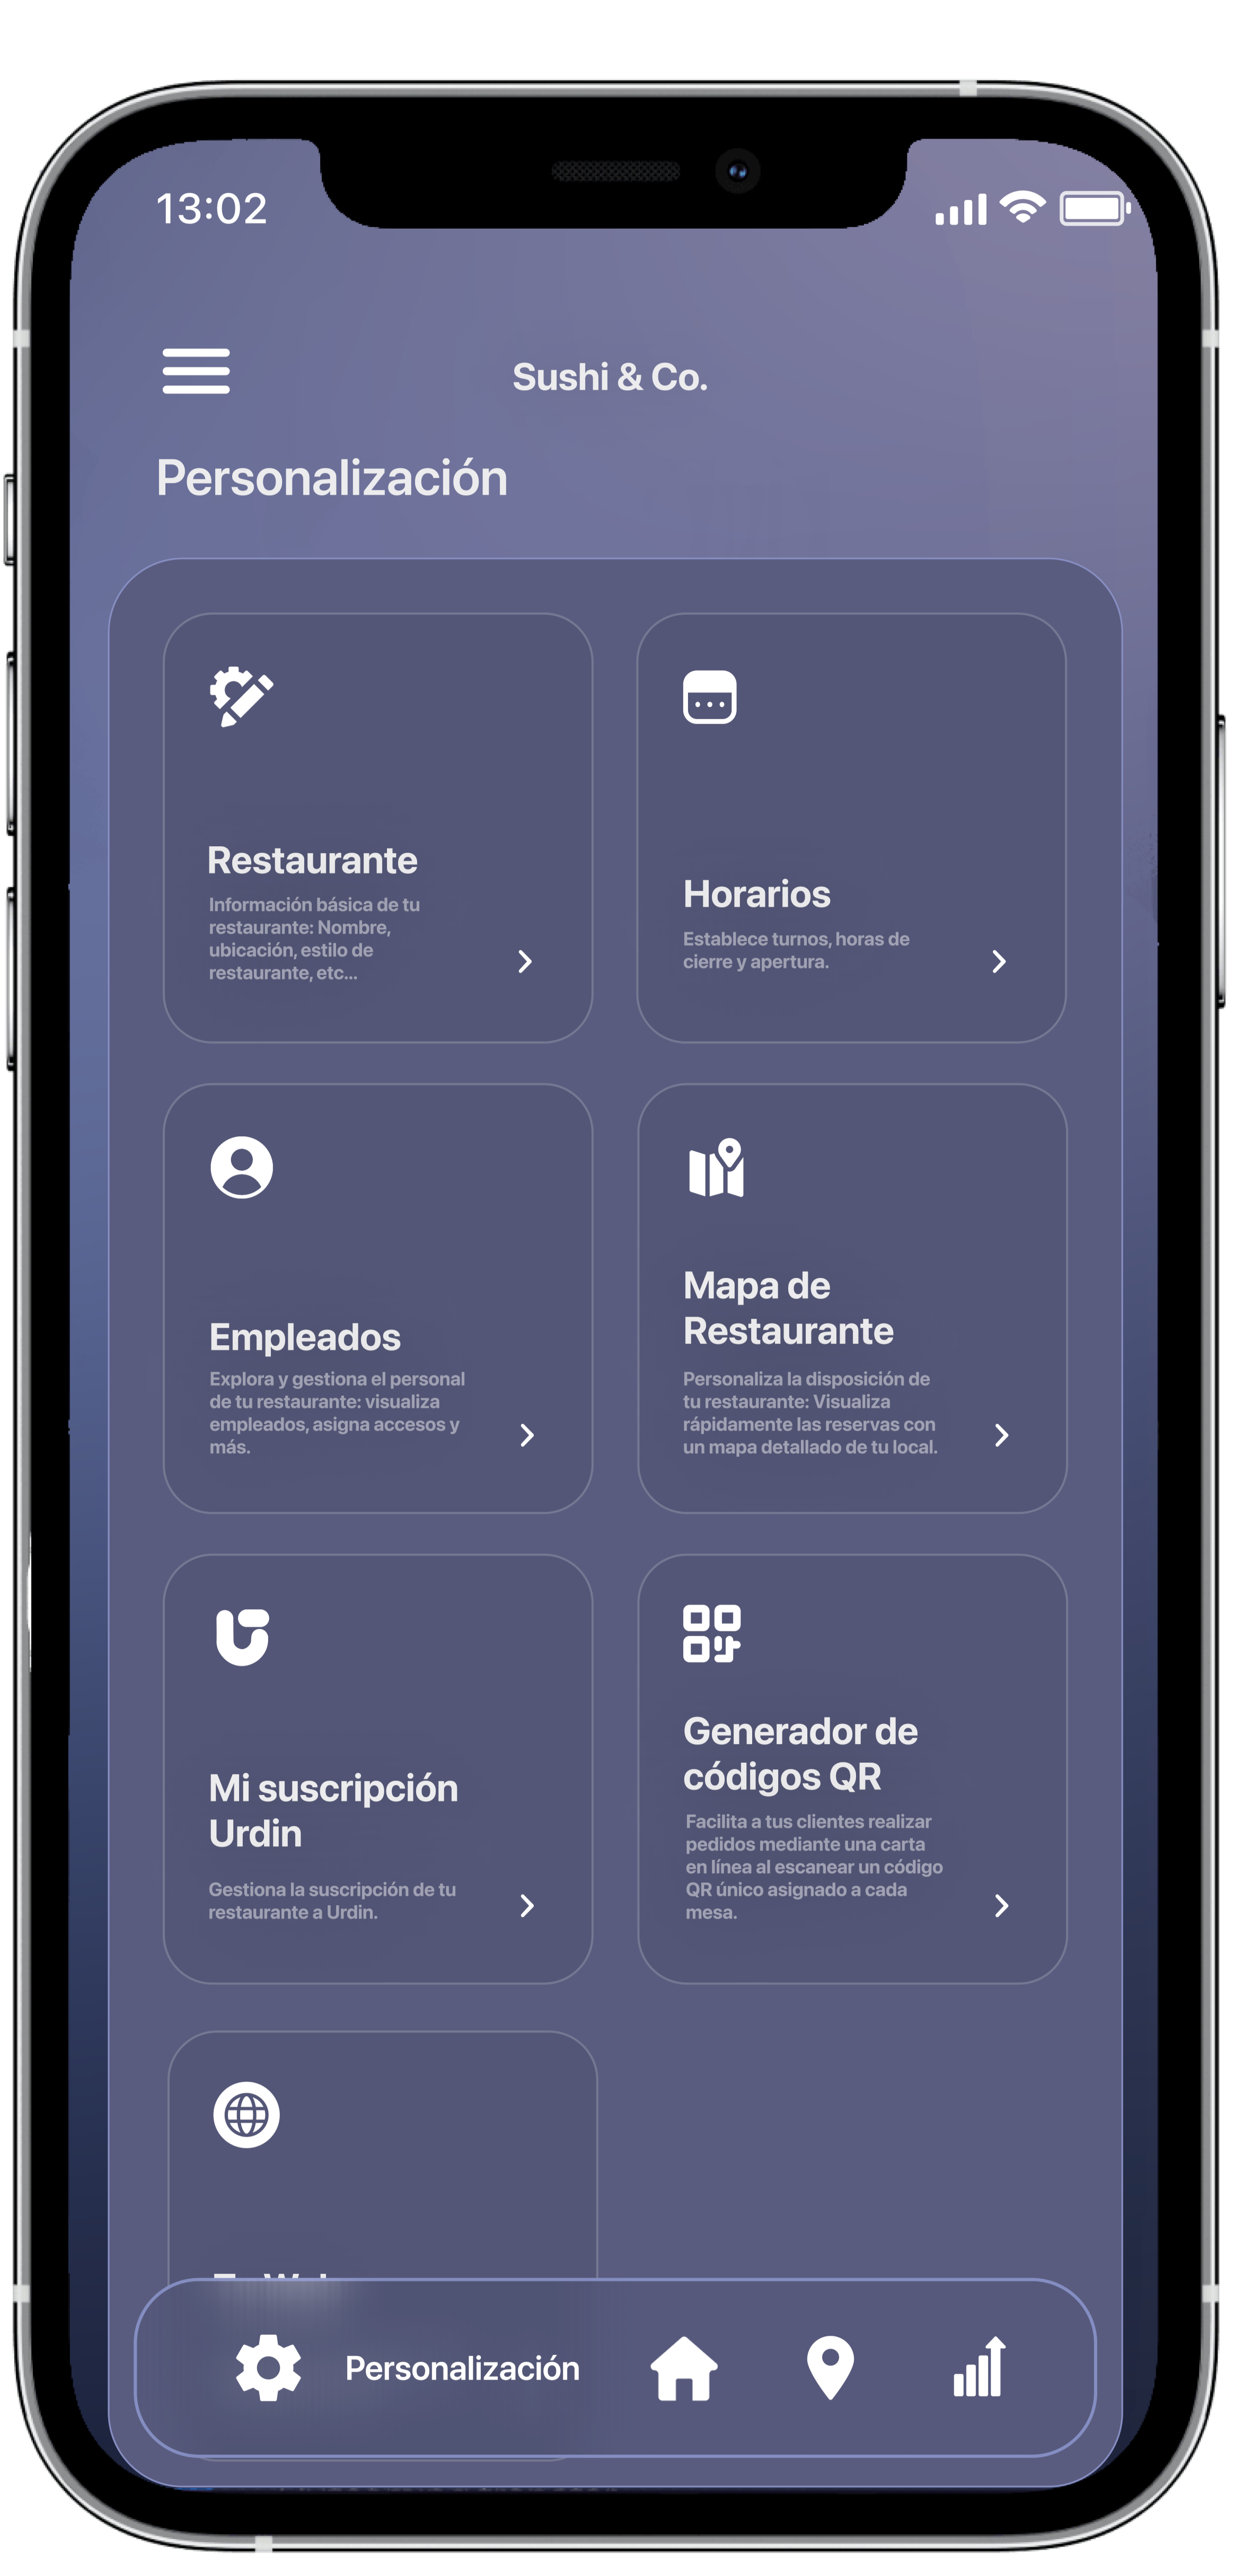 13:02
Sushi & Co.
Personalización
Restaurante
Información básica de tu
restaurante: Nombre,
ubicación, estilo de
restaurante, etc...
Horarios
Establece turnos, horas de
cierre y apertura.
Empleados
Explora y gestiona el personal
de tu restaurante: visualiza
empleados, asigna accesos y
más.
Mapa de
Restaurante
Personaliza la disposición de
tu restaurante: Visualiza
rápidamente las reservas con
un mapa detallado de tu local.
Mi suscripción
Urdin
Gestiona la suscripción de tu
restaurante a Urdin.
Generador de
códigos QR
Facilita a tus clientes realizar
pedidos mediante una carta
en línea al escanear un código
QR único asignado a cada
mesa.
Personalización